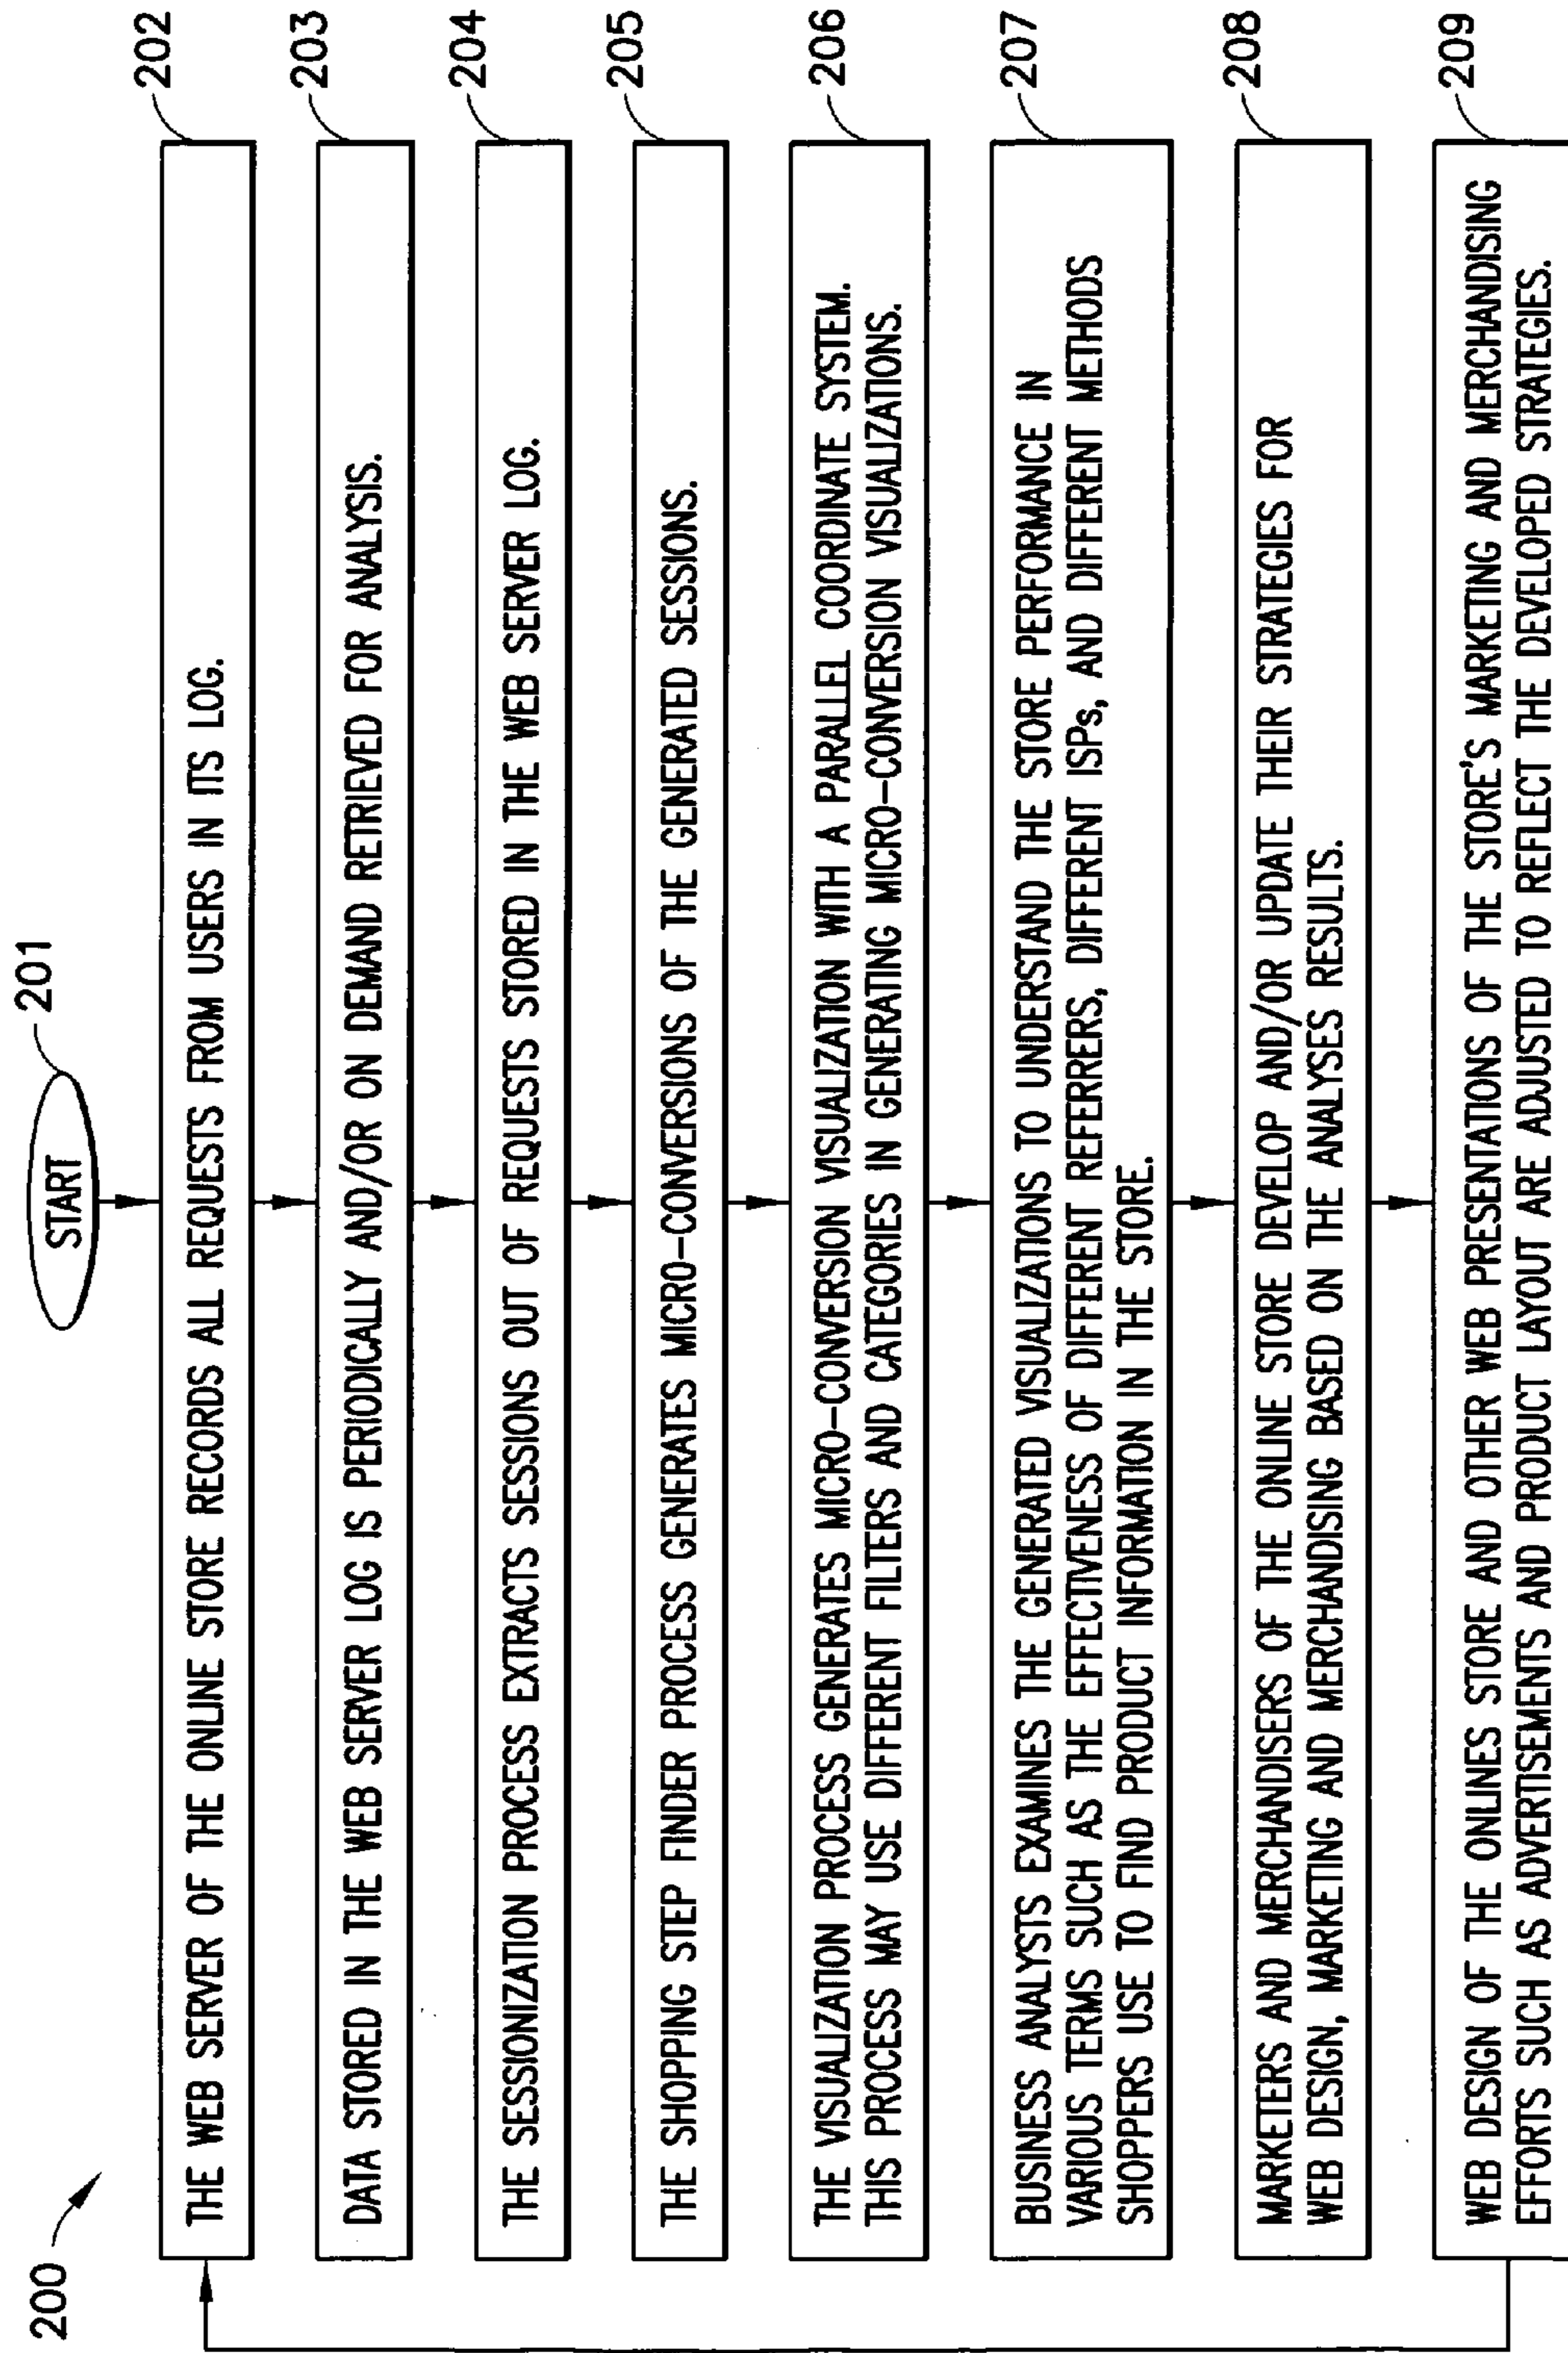 200
START
201
THE WEB SERVER OF THE ONLINE STORE RECORDS ALL REQUESTS FROM USERS IN ITS LOG.
202
DATA STORED IN THE WEB SERVER LOG IS PERIODICALLY AND/OR ON DEMAND RETRIEVED FOR ANALYSIS.
203
THE SESSIONIZATION PROCESS EXTRACTS SESSIONS OUT OF REQUESTS STORED IN THE WEB SERVER LOG.
204
THE SHOPPING STEP FINDER PROCESS GENERATES MICRO-CONVERSIONS OF THE GENERATED SESSIONS.
205
THE VISUALIZATION PROCESS GENERATES MICRO-CONVERSION VISUALIZATION WITH A PARALLEL COORDINATE SYSTEM.
THIS PROCESS MAY USE DIFFERENT FILTERS AND CATEGORIES IN GENERATING MICRO-CONVERSION VISUALIZATIONS.
206
BUSINESS ANALYSTS EXAMINES THE GENERATED VISUALIZATIONS TO UNDERSTAND THE STORE PERFORMANCE IN
VARIOUS TERMS SUCH AS THE EFFECTIVENESS OF DIFFERENT REFERRERS, DIFFERENT ISPs, AND DIFFERENT METHODS
SHOPPERS USE TO FIND PRODUCT INFORMATION IN THE STORE.
207
MARKETERS AND MERCHANDISERS OF THE ONLINE STORE DEVELOP AND/OR UPDATE THEIR STRATEGIES FOR
WEB DESIGN, MARKETING AND MERCHANDISING BASED ON THE ANALYSES RESULTS.
208
WEB DESIGN OF THE ONLINES STORE AND OTHER WEB PRESENTATIONS OF THE STORE'S MARKETING AND MERCHANDISING
EFFORTS SUCH AS ADVERTISEMENTS AND PRODUCT LAYOUT ARE ADJUSTED TO REFLECT THE DEVELOPED STRATEGIES.
209